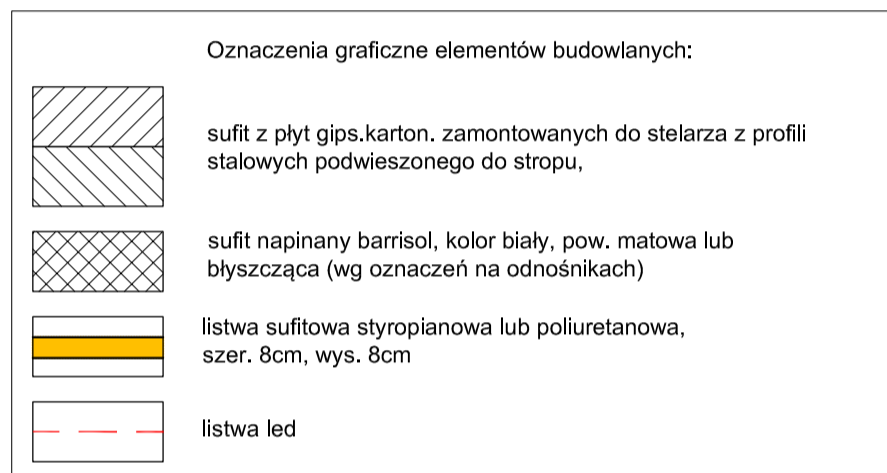 Oznaczenia graficzne elementów budowlanych:
sufit z płyt gips.karton. zamontowanych do stelarza z profili
stalowych podwieszonego do stropu,
sufit napinany barrisol, kolor biały, pow. matowa lub
błyszcząca (wg oznaczeń na odnośnikach)
listwa sufitowa styropianowa lub poliuretanowa,
szer. 8cm, wys. 8cm
listwa led